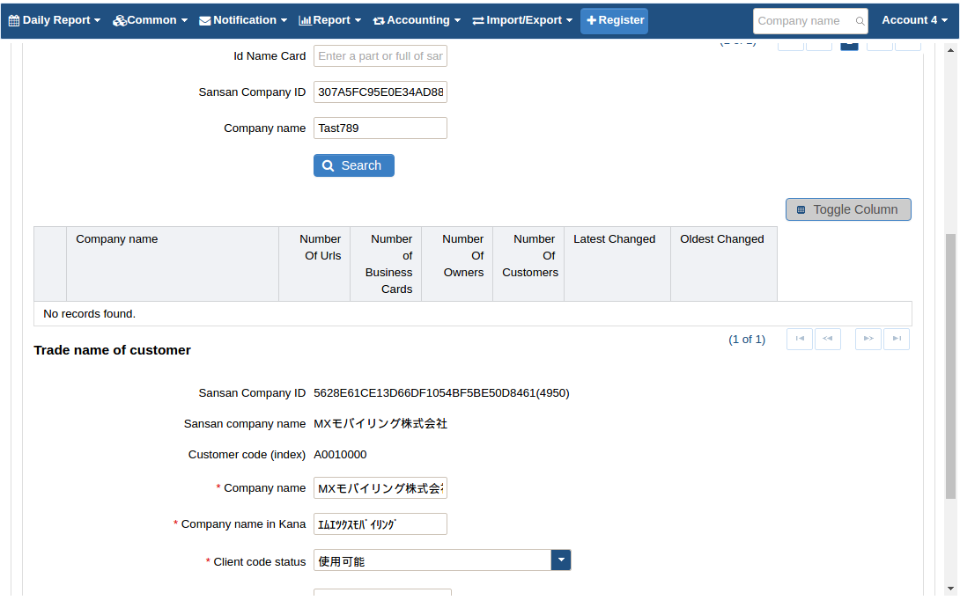 Daily Report Common Notification Report Accounting Import/Export Register Company name Account 4
Id Name Card Enter a part or full of sar
Sansan Company ID 307A5FC95E0E34AD88
Company name Tast789
Search
Toggle Column
Company name Number Of Urls Number of Business Cards Number Of Owners Number Of Customers Latest Changed Oldest Changed
No records found.
(1 of 1)
Trade name of customer
Sansan Company ID 5628E61CE13D66DF1054BF5BE50D8461(4950)
Sansan company name MXモバイリング株式会社
Customer code (index) A0010000
* Company name MXモバイリング株式会
* Company name in Kana ｴﾑｴﾂｸｽﾓﾊﾞｲﾘﾝｸﾞ
* Client code status 使用可能